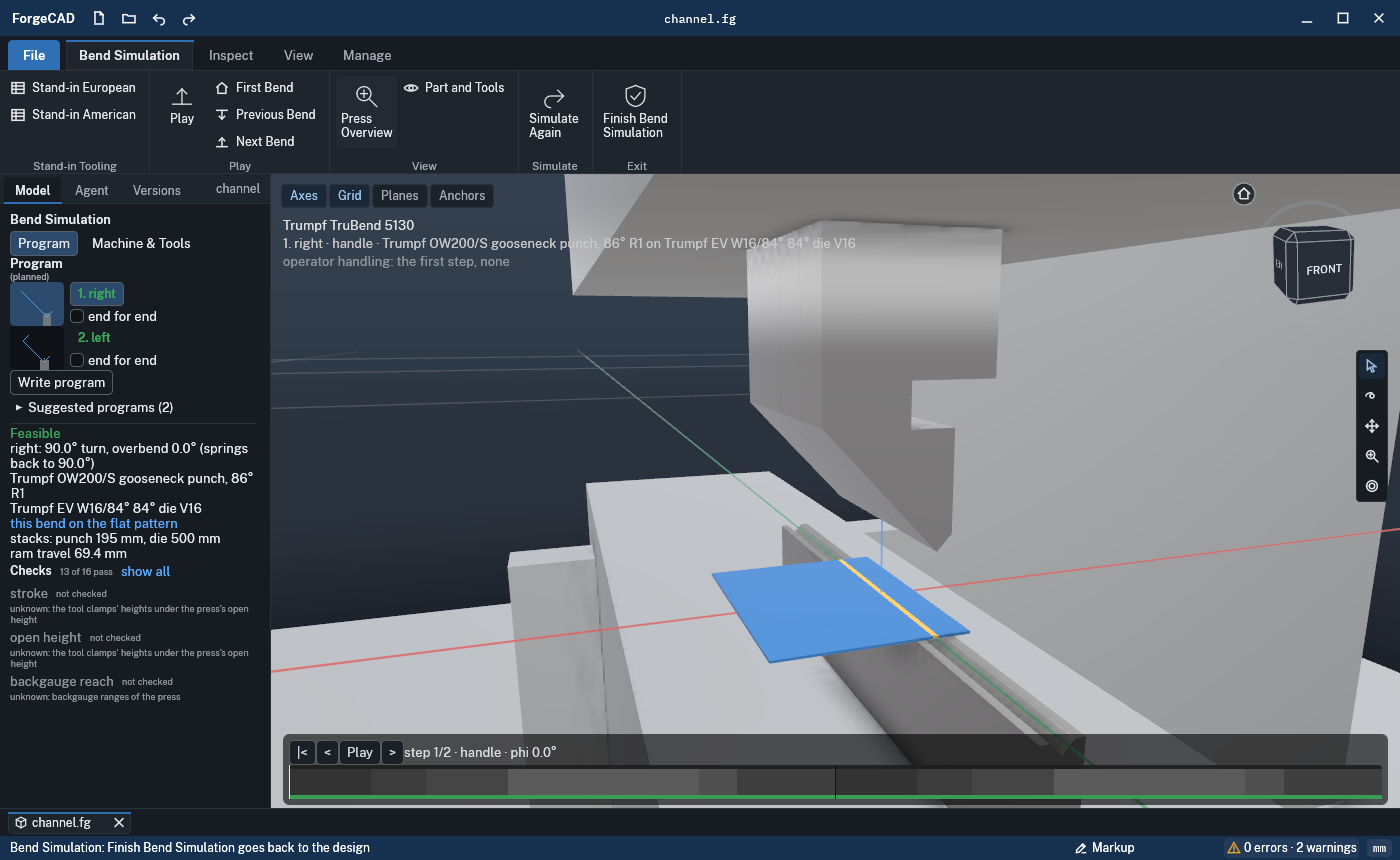 ForgeCAD
channel.fg
File
Bend Simulation
Inspect
View
Manage
Stand-in European
Stand-in American
Stand-in Tooling
Play
First Bend
Previous Bend
Next Bend
Play
Press Overview
Part and Tools
View
Simulate Again
Simulate
Finish Bend Simulation
Exit
Model
Agent
Versions
channel
Bend Simulation
Program
Machine & Tools
Program
(planned)
1. right
end for end
2. left
end for end
Write program
Suggested programs (2)
Feasible
right: 90.0° turn, overbend 0.0° (springs
back to 90.0°)
Trumpf OW200/S gooseneck punch, 86°
R1
Trumpf EV W16/84° 84° die V16
this bend on the flat pattern
stacks: punch 195 mm, die 500 mm
ram travel 69.4 mm
Checks 13 of 16 pass show all
stroke not checked
unknown: the tool clamps' heights under the press's open
height
open height not checked
unknown: the tool clamps' heights under the press's open
height
backgauge reach not checked
unknown: backgauge ranges of the press
Axes
Grid
Planes
Anchors
Trumpf TruBend 5130
1. right · handle · Trumpf OW200/S gooseneck punch, 86° R1 on Trumpf EV W16/84° 84° die V16
operator handling: the first step, none
FRONT
|<
<
Play
>
step 1/2 · handle · phi 0.0°
channel.fg
Bend Simulation: Finish Bend Simulation goes back to the design
Markup
0 errors · 2 warnings
mm